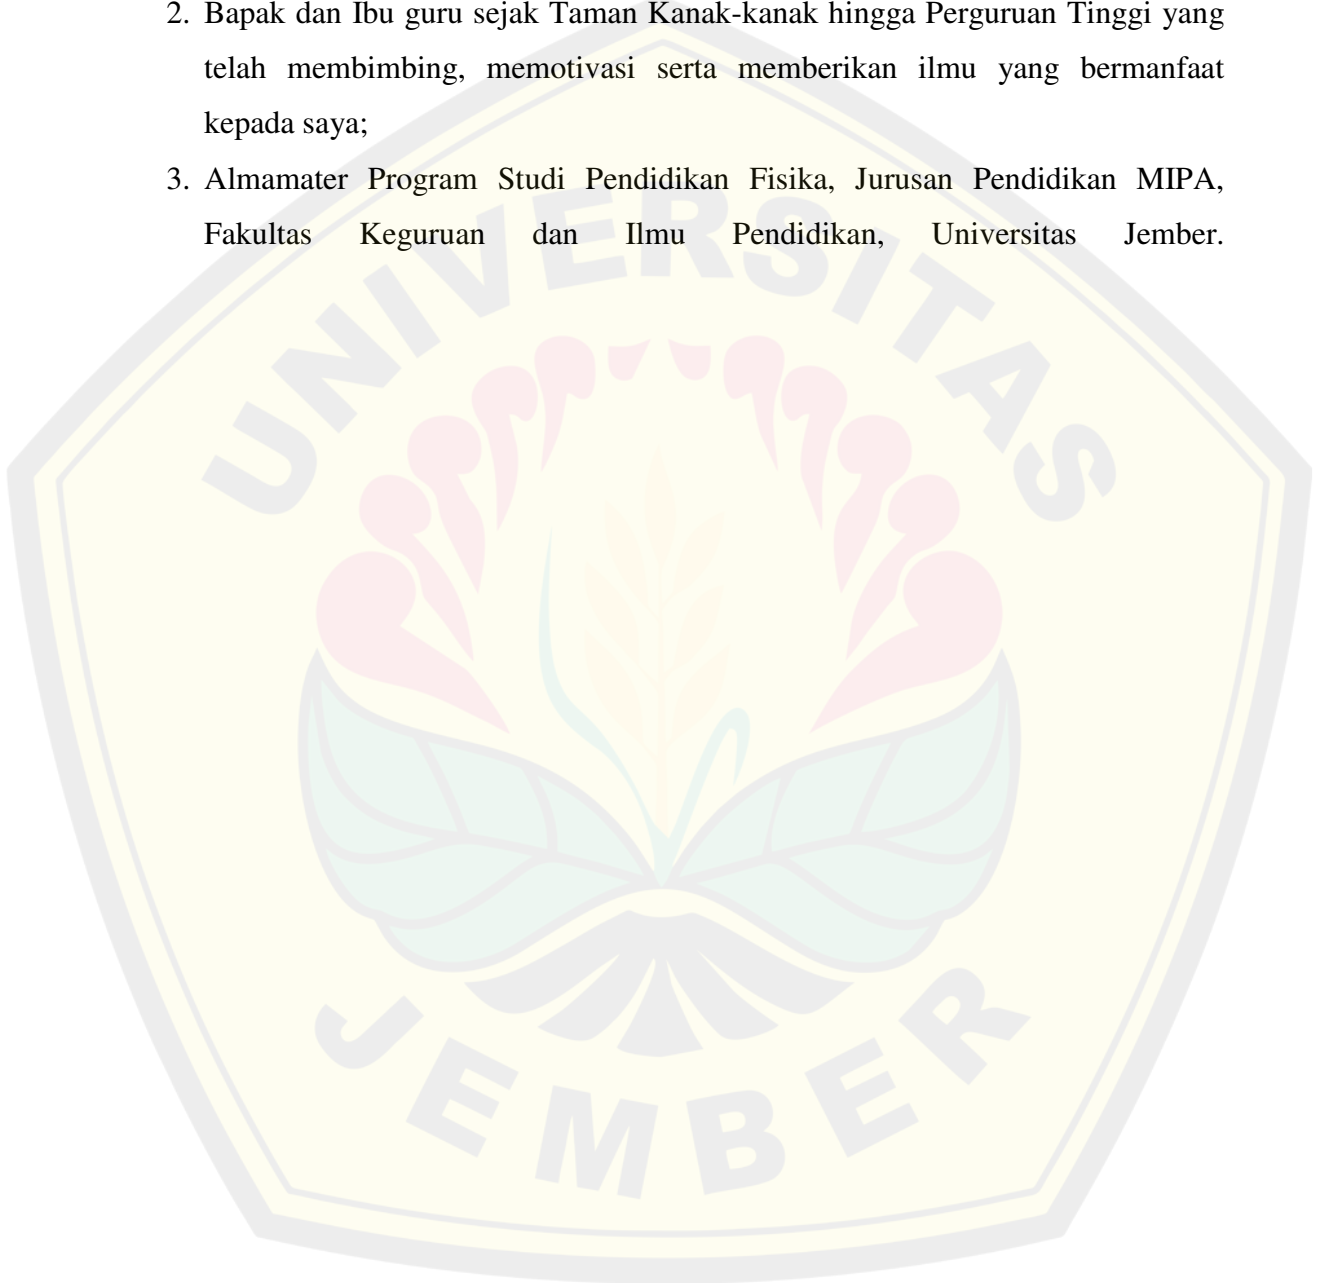 2. Bapak dan Ibu guru sejak Taman Kanak-kanak hingga Perguruan Tinggi yang
telah membimbing, memotivasi serta memberikan ilmu yang bermanfaat
kepada saya;
3. Almamater Program Studi Pendidikan Fisika, Jurusan Pendidikan MIPA,
Fakultas Keguruan dan Ilmu Pendidikan, Universitas Jember.
UNIVERSITAS
JEMBER